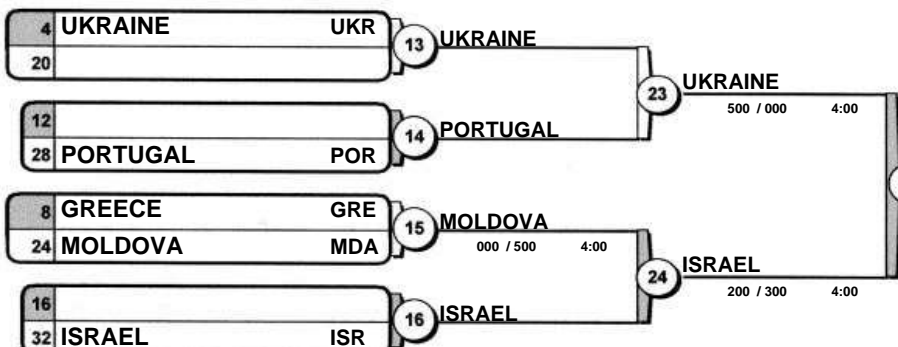 4 UKRAINE UKR
20
13 UKRAINE
12
28 PORTUGAL POR
14 PORTUGAL
23 UKRAINE
500 / 000 4:00
8 GREECE GRE
24 MOLDOVA MDA
15 MOLDOVA
000 / 500 4:00
16
32 ISRAEL ISR
16 ISRAEL
24 ISRAEL
200 / 300 4:00